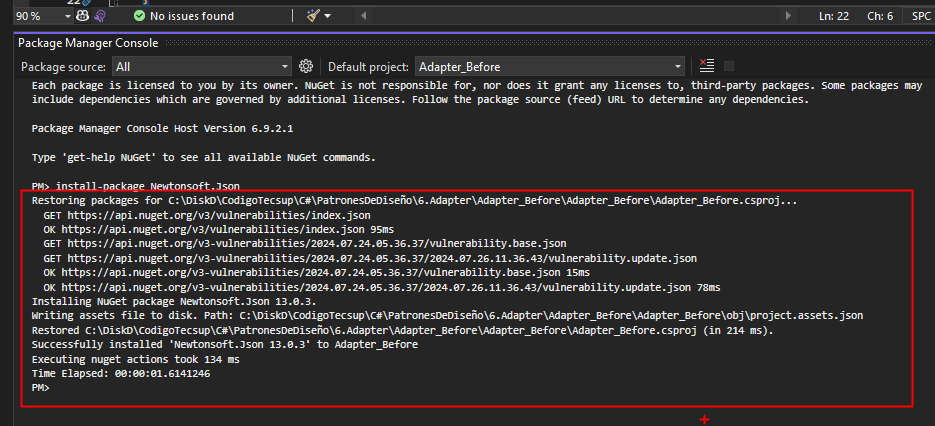 22
90 %
No issues found
Ln: 22 Ch: 6 SPC
Package Manager Console
Package source: All Default project: Adapter_Before
Each package is licensed to you by its owner. NuGet is not responsible for, nor does it grant any licenses to, third-party packages. Some packages may
include dependencies which are governed by additional licenses. Follow the package source (feed) URL to determine any dependencies.
Package Manager Console Host Version 6.9.2.1
Type 'get-help NuGet' to see all available NuGet commands.
PM> install-package Newtonsoft.Json
Restoring packages for C:\DiskD\CodigoTecsup\C#\PatronesDeDiseño\6.Adapter\Adapter_Before\Adapter_Before\Adapter_Before.csproj...
GET https://api.nuget.org/v3/vulnerabilities/index.json
OK https://api.nuget.org/v3/vulnerabilities/index.json 95ms
GET https://api.nuget.org/v3-vulnerabilities/2024.07.24.05.36.37/vulnerability.base.json
GET https://api.nuget.org/v3-vulnerabilities/2024.07.24.05.36.37/2024.07.26.11.36.43/vulnerability.update.json
OK https://api.nuget.org/v3-vulnerabilities/2024.07.24.05.36.37/vulnerability.base.json 15ms
OK https://api.nuget.org/v3-vulnerabilities/2024.07.24.05.36.37/2024.07.26.11.36.43/vulnerability.update.json 78ms
Installing NuGet package Newtonsoft.Json 13.0.3.
Writing assets file to disk. Path: C:\DiskD\CodigoTecsup\C#\PatronesDeDiseño\6.Adapter\Adapter_Before\Adapter_Before\obj\project.assets.json
Restored C:\DiskD\CodigoTecsup\C#\PatronesDeDiseño\6.Adapter\Adapter_Before\Adapter_Before\Adapter_Before.csproj (in 214 ms).
Successfully installed 'Newtonsoft.Json 13.0.3' to Adapter_Before
Executing nuget actions took 134 ms
Time Elapsed: 00:00:01.6141246
PM>